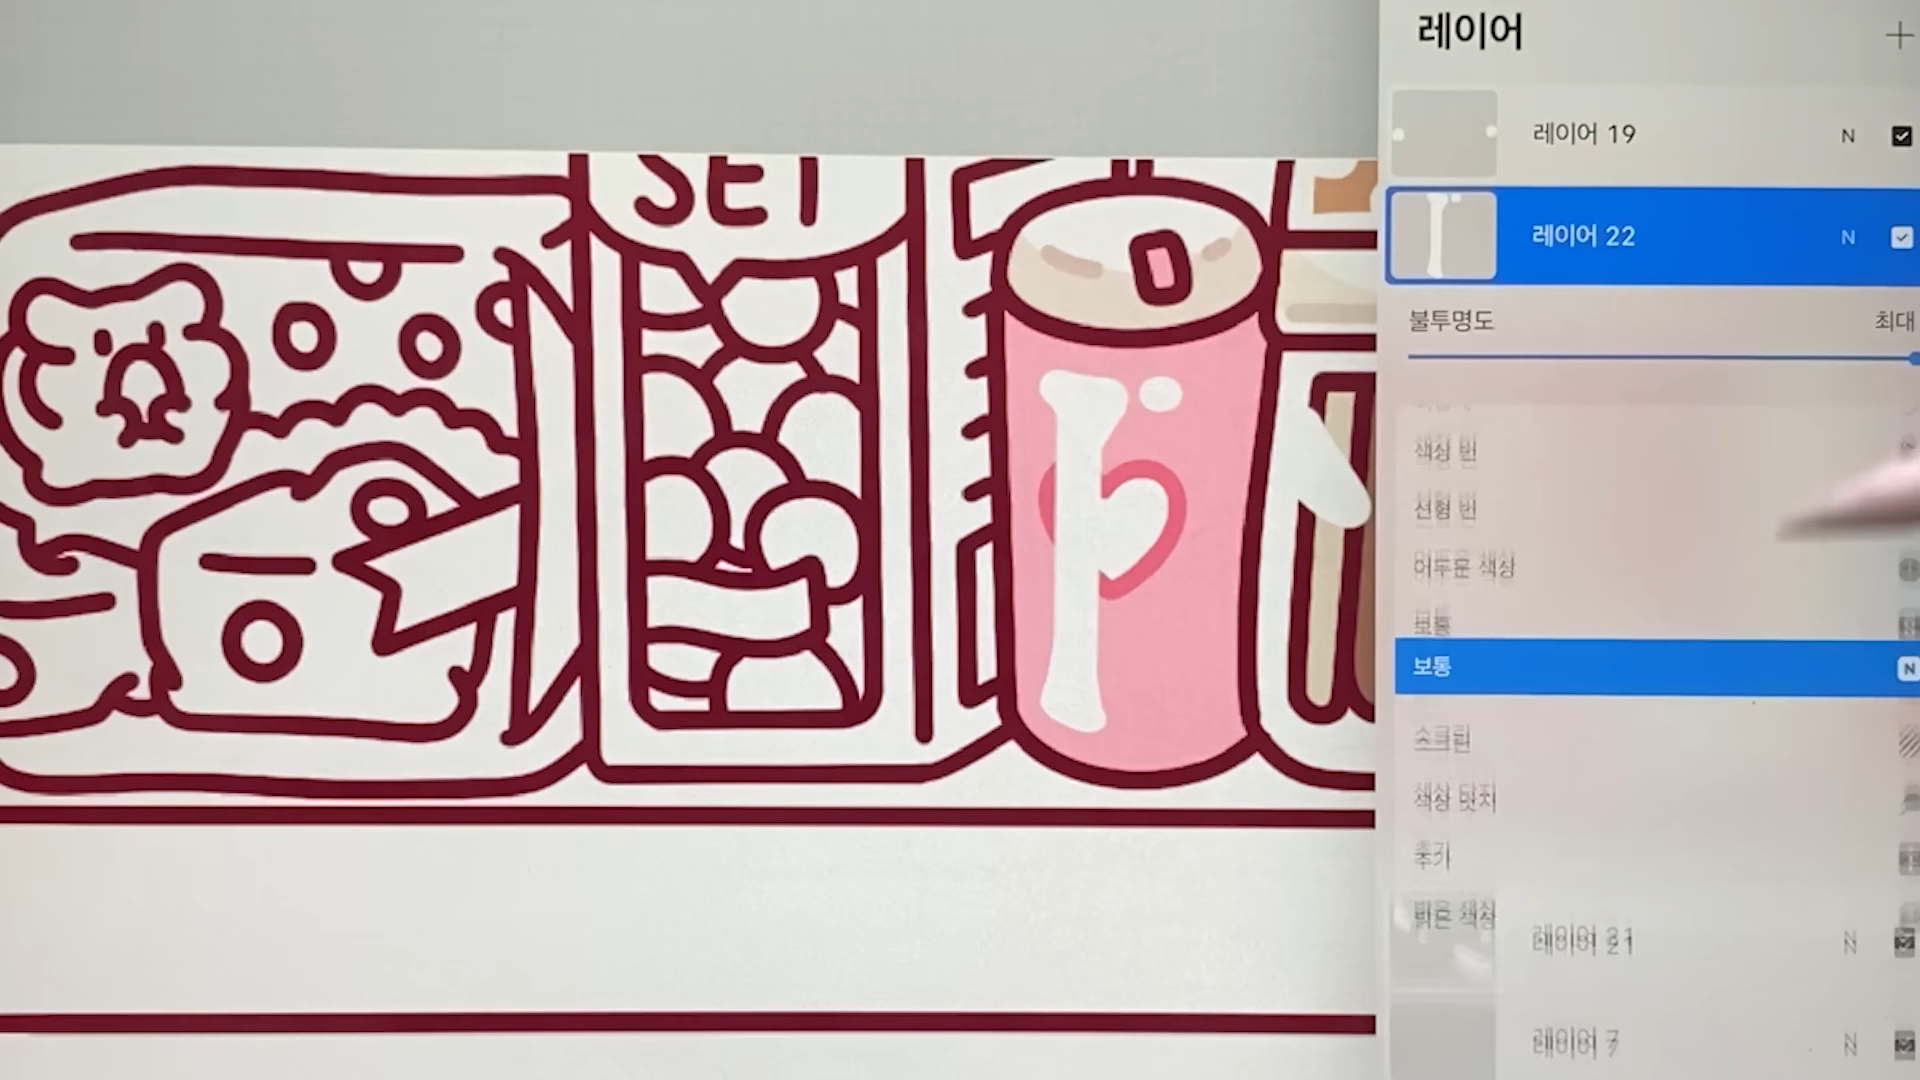 SET
레이어
레이어 19 N
레이어 22 N
불투명도 최대
색상 번
선형 번
어두운 색상
보통
보통 N
스크린
색상 닷지
추가
밝은 색상
레이어 21 N
레이어 7 N